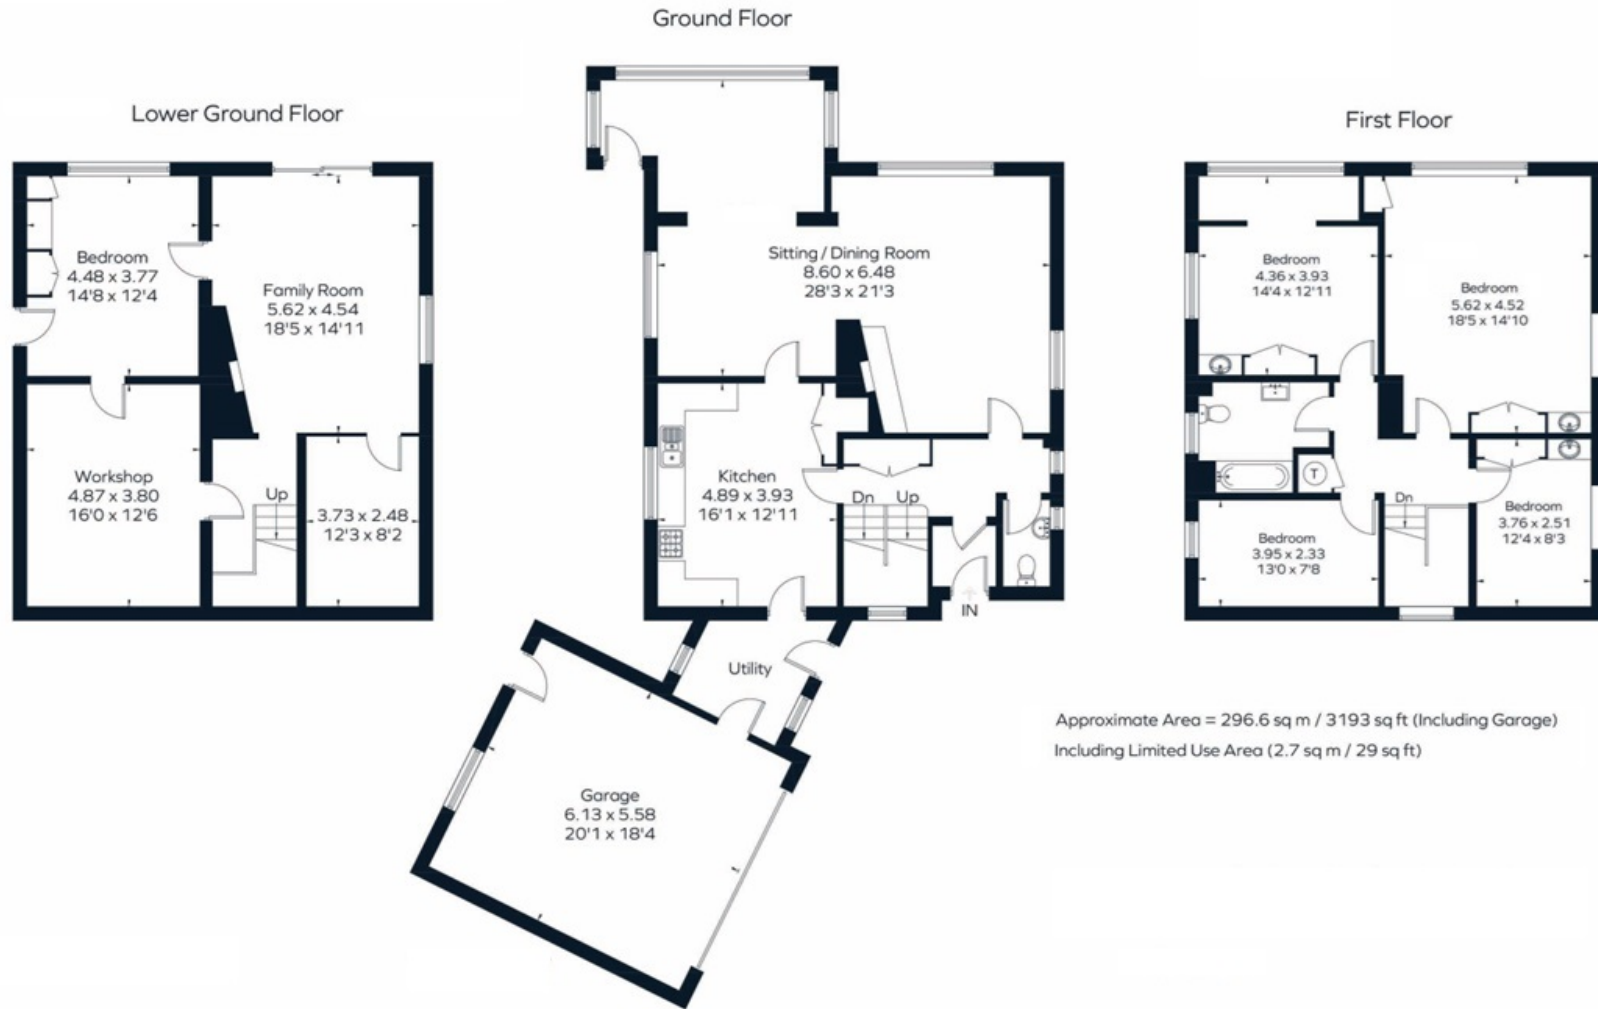 Ground Floor
Lower Ground Floor
First Floor
Bedroom
4.48 x 3.77
14'8 x 12'4
Family Room
5.62 x 4.54
18'5 x 14'11
Workshop
4.87 x 3.80
16'0 x 12'6
Up
3.73 x 2.48
12'3 x 8'2
Sitting / Dining Room
8.60 x 6.48
28'3 x 21'3
Kitchen
4.89 x 3.93
16'1 x 12'11
Dn
Up
IN
Utility
Garage
6.13 x 5.58
20'1 x 18'4
Bedroom
4.36 x 3.93
14'4 x 12'11
Bedroom
5.62 x 4.52
18'5 x 14'10
T
Dn
Bedroom
3.95 x 2.33
13'0 x 7'8
Bedroom
3.76 x 2.51
12'4 x 8'3
Approximate Area = 296.6 sq m / 3193 sq ft (Including Garage)
Including Limited Use Area (2.7 sq m / 29 sq ft)